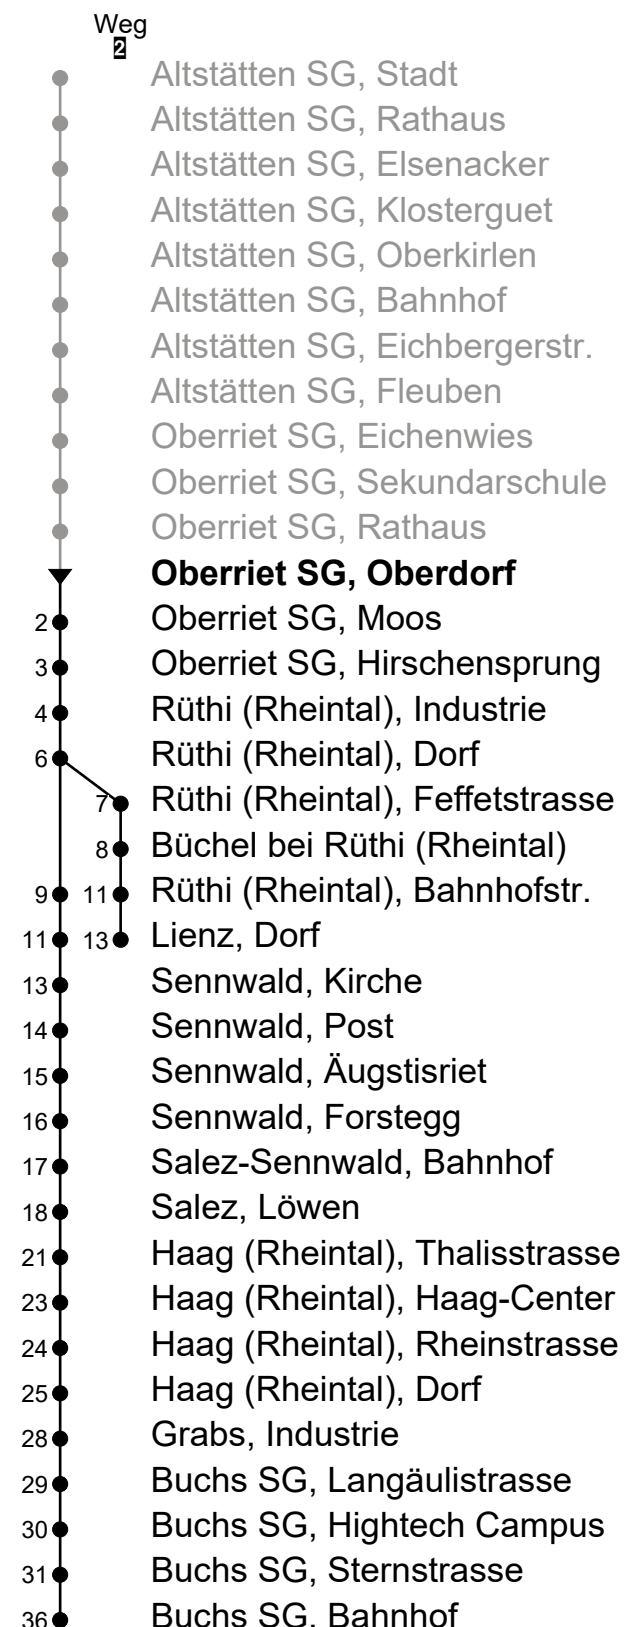 Weg
2
Altstätten SG, Stadt
Altstätten SG, Rathaus
Altstätten SG, Elsenacker
Altstätten SG, Klosterguet
Altstätten SG, Oberkirlen
Altstätten SG, Bahnhof
Altstätten SG, Eichbergerstr.
Altstätten SG, Fleuben
Oberriet SG, Eichenwies
Oberriet SG, Sekundarschule
Oberriet SG, Rathaus
Oberriet SG, Oberdorf
2 Oberriet SG, Moos
3 Oberriet SG, Hirschensprung
4 Rüthi (Rheintal), Industrie
6 Rüthi (Rheintal), Dorf
7 Rüthi (Rheintal), Feffetstrasse
8 Büchel bei Rüthi (Rheintal)
9 11 Rüthi (Rheintal), Bahnhofstr.
11 13 Lienz, Dorf
13 Sennwald, Kirche
14 Sennwald, Post
15 Sennwald, Äugstisriet
16 Sennwald, Forstegg
17 Salez-Sennwald, Bahnhof
18 Salez, Löwen
21 Haag (Rheintal), Thalisstrasse
23 Haag (Rheintal), Haag-Center
24 Haag (Rheintal), Rheinstrasse
25 Haag (Rheintal), Dorf
28 Grabs, Industrie
29 Buchs SG, Langäulistrasse
30 Buchs SG, Hightech Campus
31 Buchs SG, Sternstrasse
36 Buchs SG, Bahnhof